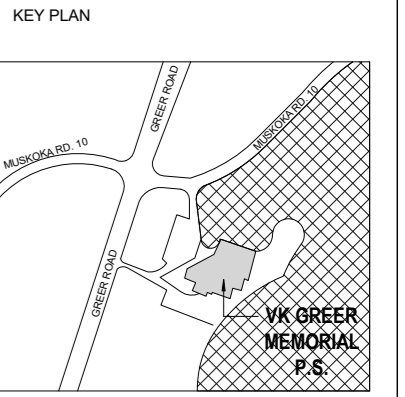 KEY PLAN
GREER ROAD
MUSKOKA RD. 10
MUSKOKA RD. 10
GREER ROAD
VK GREER
MEMORIAL
P.S.